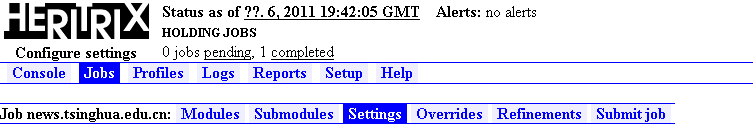 HERITRIX
Status as of ??. 6, 2011 19:42:05 GMT Alerts: no alerts
HOLDING JOBS
Configure settings 0 jobs pending, 1 completed
Console Jobs Profiles Logs Reports Setup Help
Job news.tsinghua.edu.cn: Modules Submodules Settings Overrides Refinements Submit job